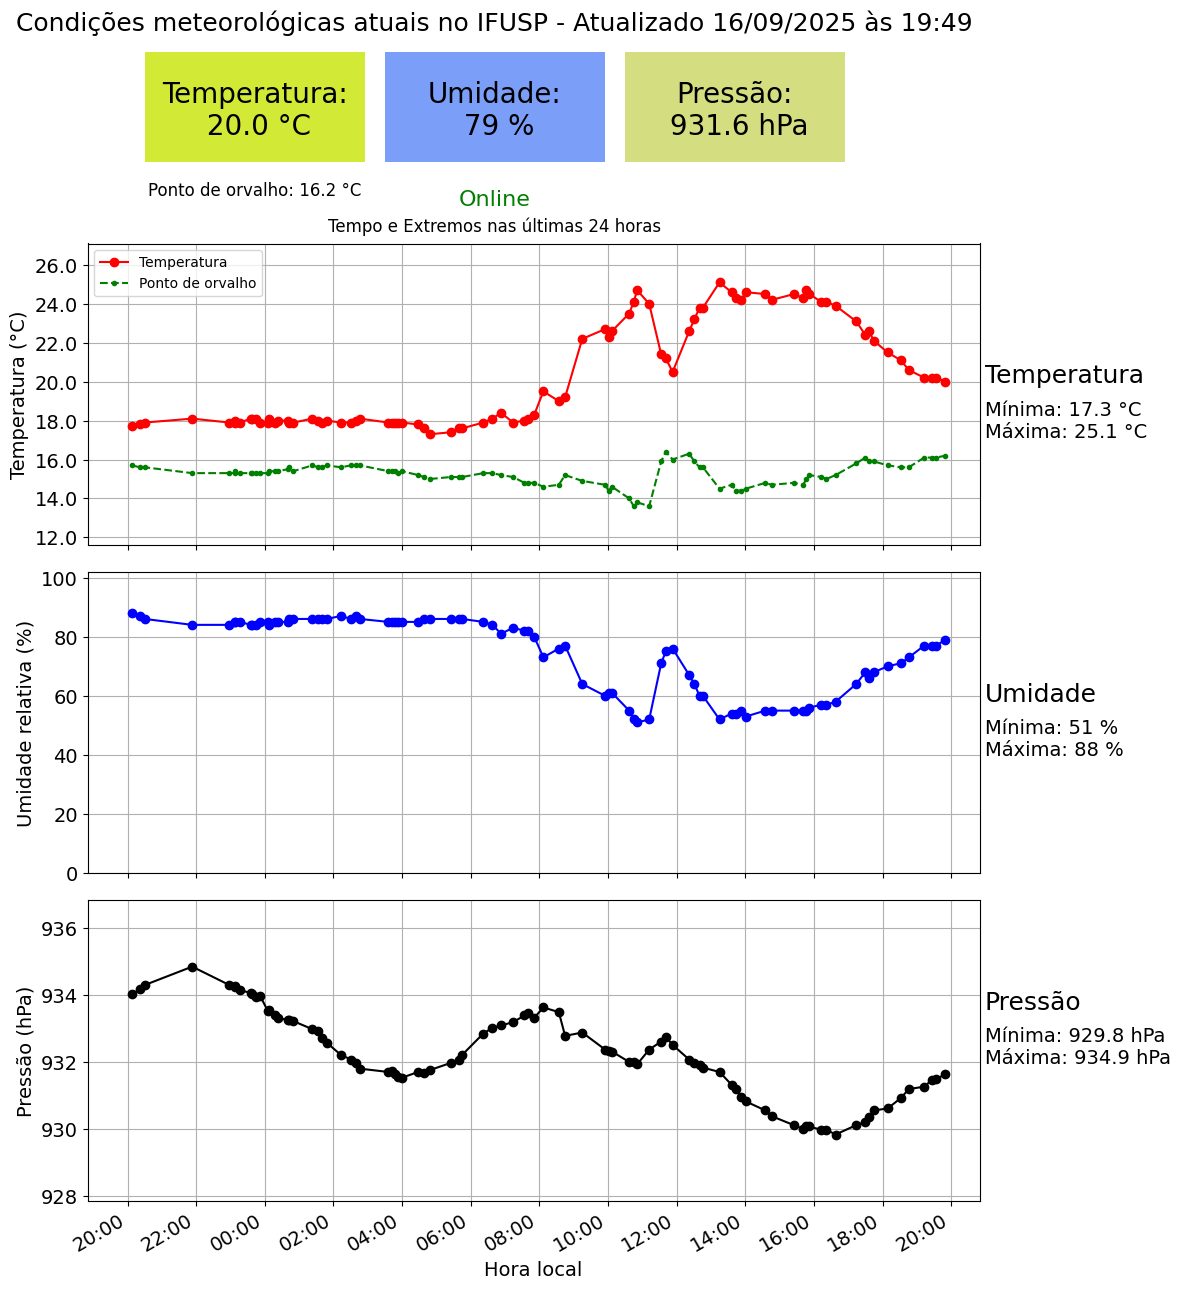 Condições meteorológicas atuais no IFUSP - Atualizado 16/09/2025 às 19:49
Temperatura:
20.0 °C
Umidade:
79 %
Pressão:
931.6 hPa
Ponto de orvalho: 16.2 °C
Online
Tempo e Extremos nas últimas 24 horas
Temperatura
Ponto de orvalho
Temperatura (°C)
26.0
24.0
22.0
20.0
18.0
16.0
14.0
12.0
Temperatura
Mínima: 17.3 °C
Máxima: 25.1 °C
Umidade relativa (%)
100
80
60
40
20
0
Umidade
Mínima: 51 %
Máxima: 88 %
Pressão (hPa)
936
934
932
930
928
Pressão
Mínima: 929.8 hPa
Máxima: 934.9 hPa
20:00 22:00 00:00 02:00 04:00 06:00 08:00 10:00 12:00 14:00 16:00 18:00 20:00
Hora local